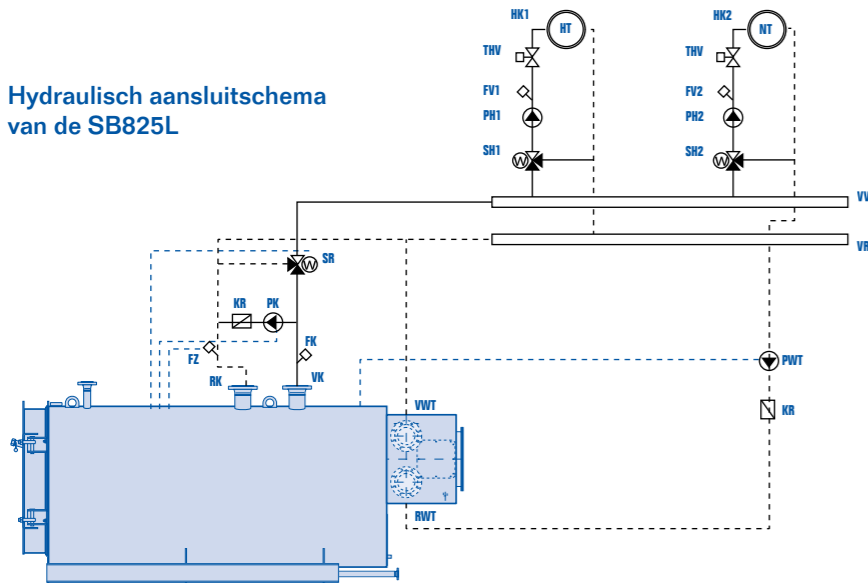 HK1
HT
HK2
NT
THV
THV
Hydraulisch aansluitschema
van de SB825L
FV1
FV2
PH1
PH2
SH1
W
SH2
W
VV
VR
SR
W
KR
PK
FK
FZ
RK
VK
PWT
VWT
KR
RWT